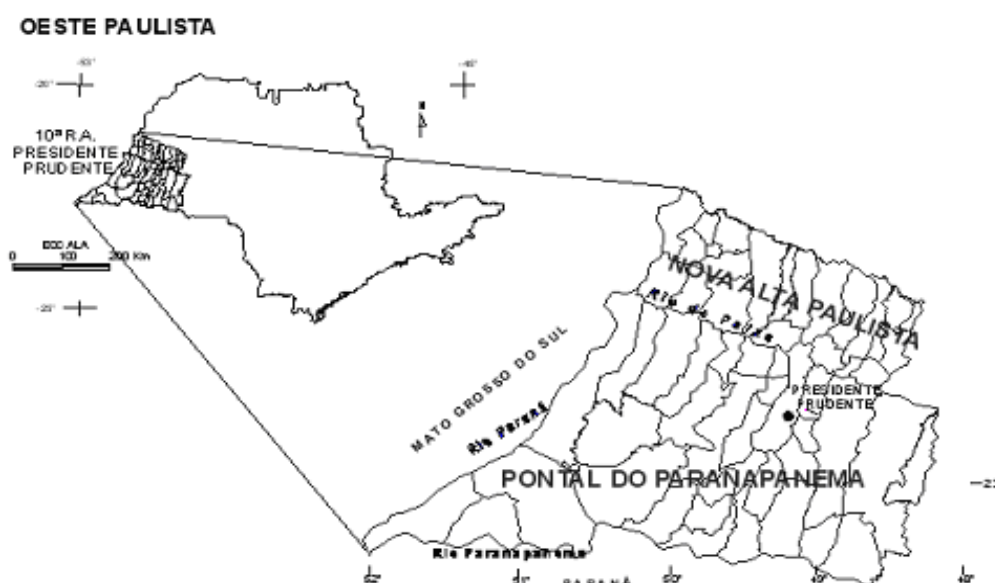 OESTE PAULISTA
N
10ª R.A.
PRESIDENTE
PRUDENTE
0 100 200 Km
NOVA ALTA PAULISTA
Rio do Peixe
MATO GROSSO DO SUL
Rio Paraná
PRESIDENTE
PRUDENTE
PONTAL DO PARANAPANEMA
Rio Paranapanema
PARANÁ